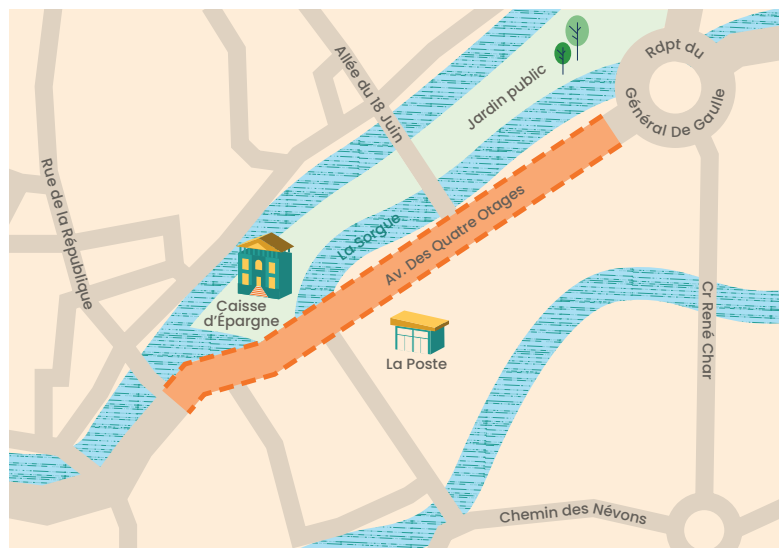 Rdpt du
Général De Gaulle
Allée du 18 Juin
Jardin public
Rue de la République
La Sorgue
Av. Des Quatre Otages
Caisse
d'Épargne
La Poste
Cr René Char
Chemin des Névons